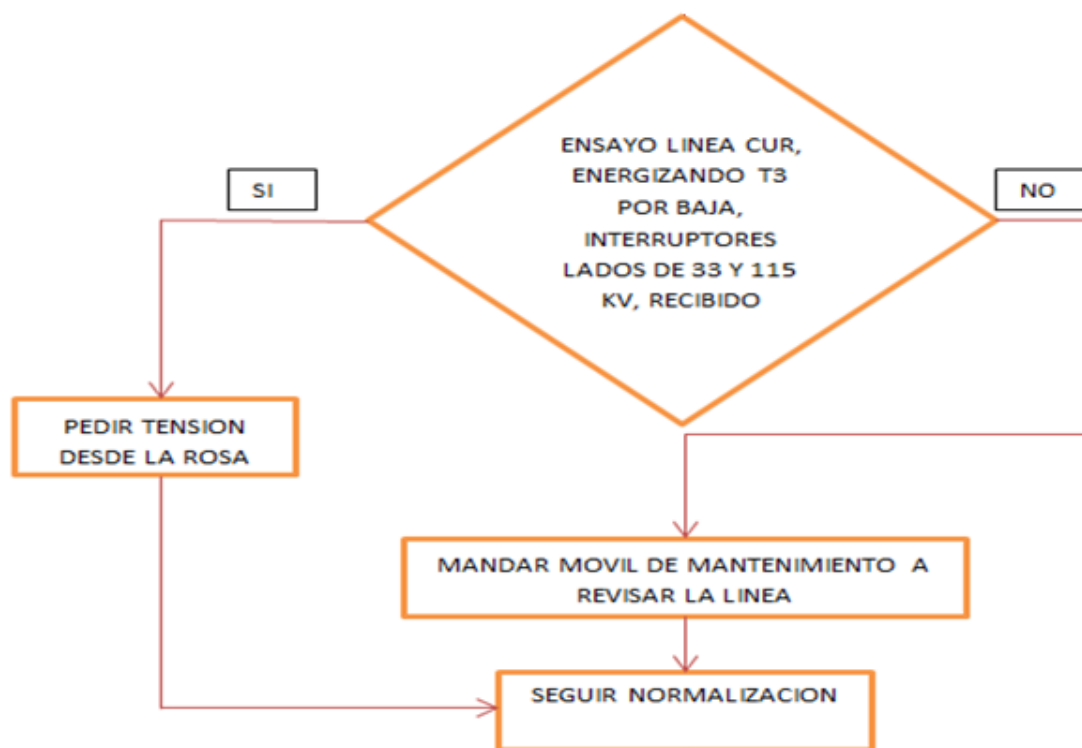 ENSAYO LINEA CUR,
ENERGIZANDO T3
POR BAJA,
INTERRUPTORES
LADOS DE 33 Y 115
KV, RECIBIDO
SI
NO
PEDIR TENSION
DESDE LA ROSA
MANDAR MOVIL DE MANTENIMIENTO A
REVISAR LA LINEA
SEGUIR NORMALIZACION